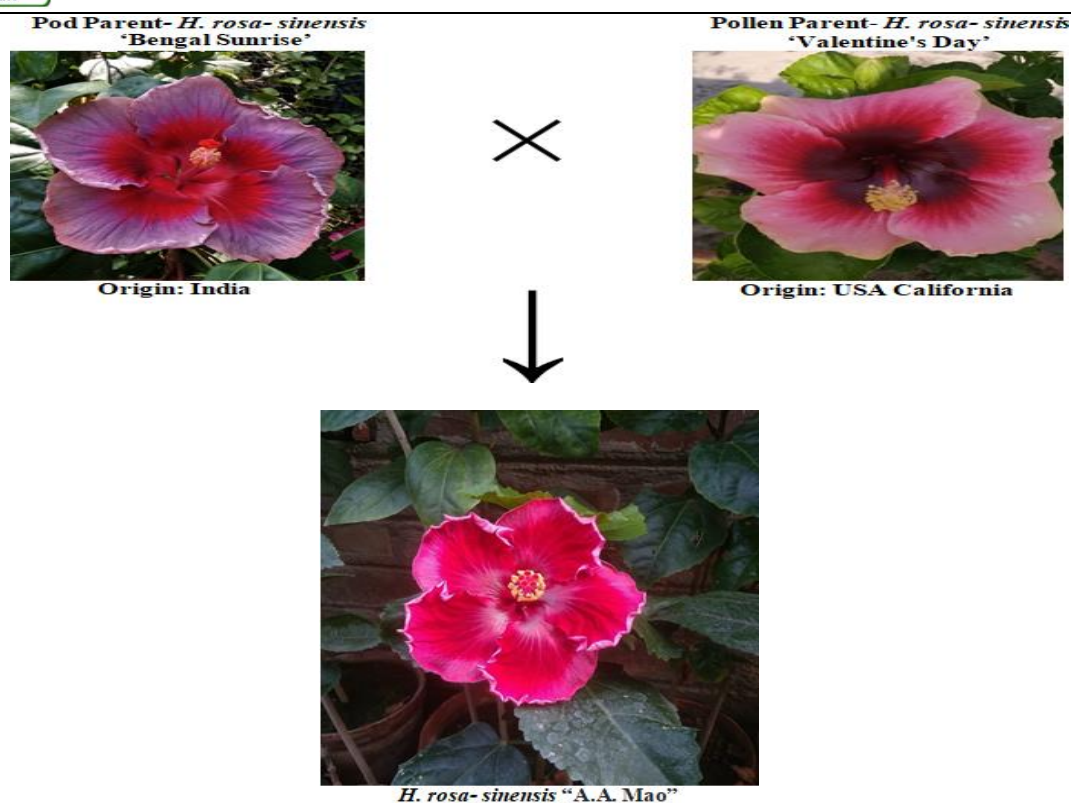 Pod Parent- H. rosa- sinensis
'Bengal Sunrise'
Pollen Parent- H. rosa- sinensis
'Valentine's Day'
Origin: India
Origin: USA California
H. rosa- sinensis "A.A. Mao"